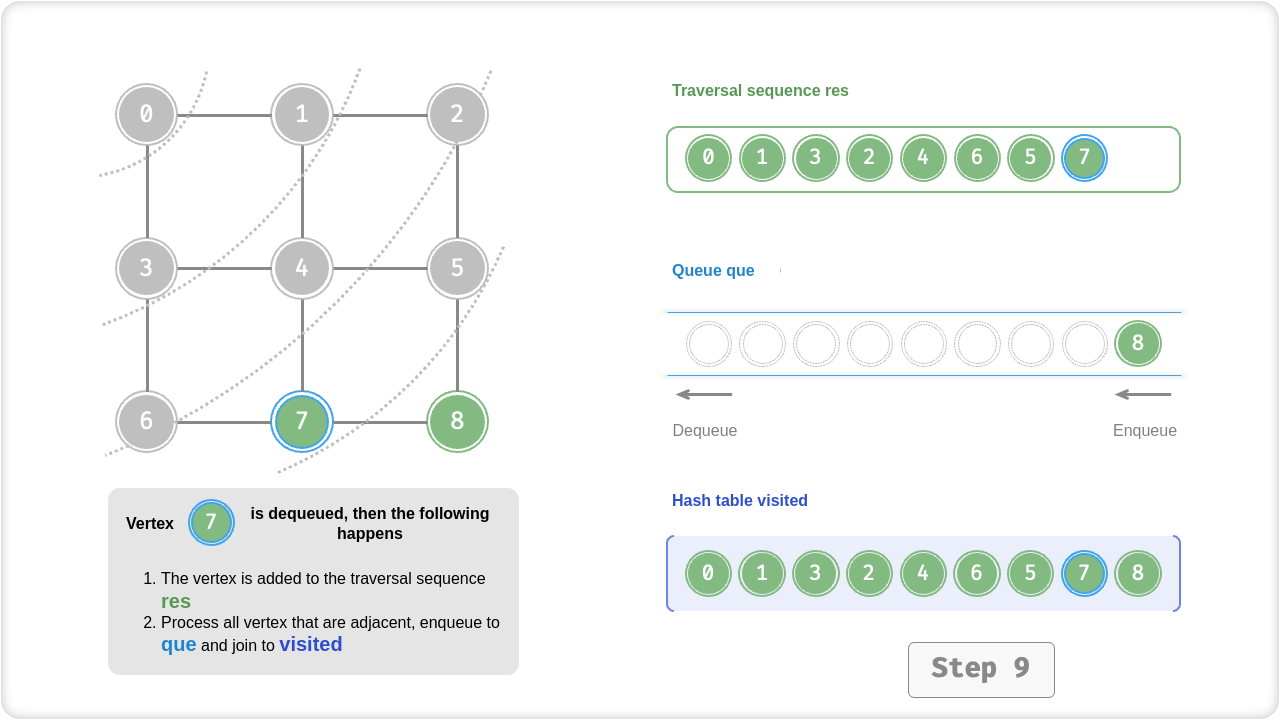 0 1 2
3 4 5
6 7 8
Vertex 7 is dequeued, then the following
happens
1. The vertex is added to the traversal sequence
res
2. Process all vertex that are adjacent, enqueue to
que and join to visited
Traversal sequence res
0 1 3 2 4 6 5 7
Queue que
8
Dequeue Enqueue
Hash table visited
0 1 3 2 4 6 5 7 8
Step 9